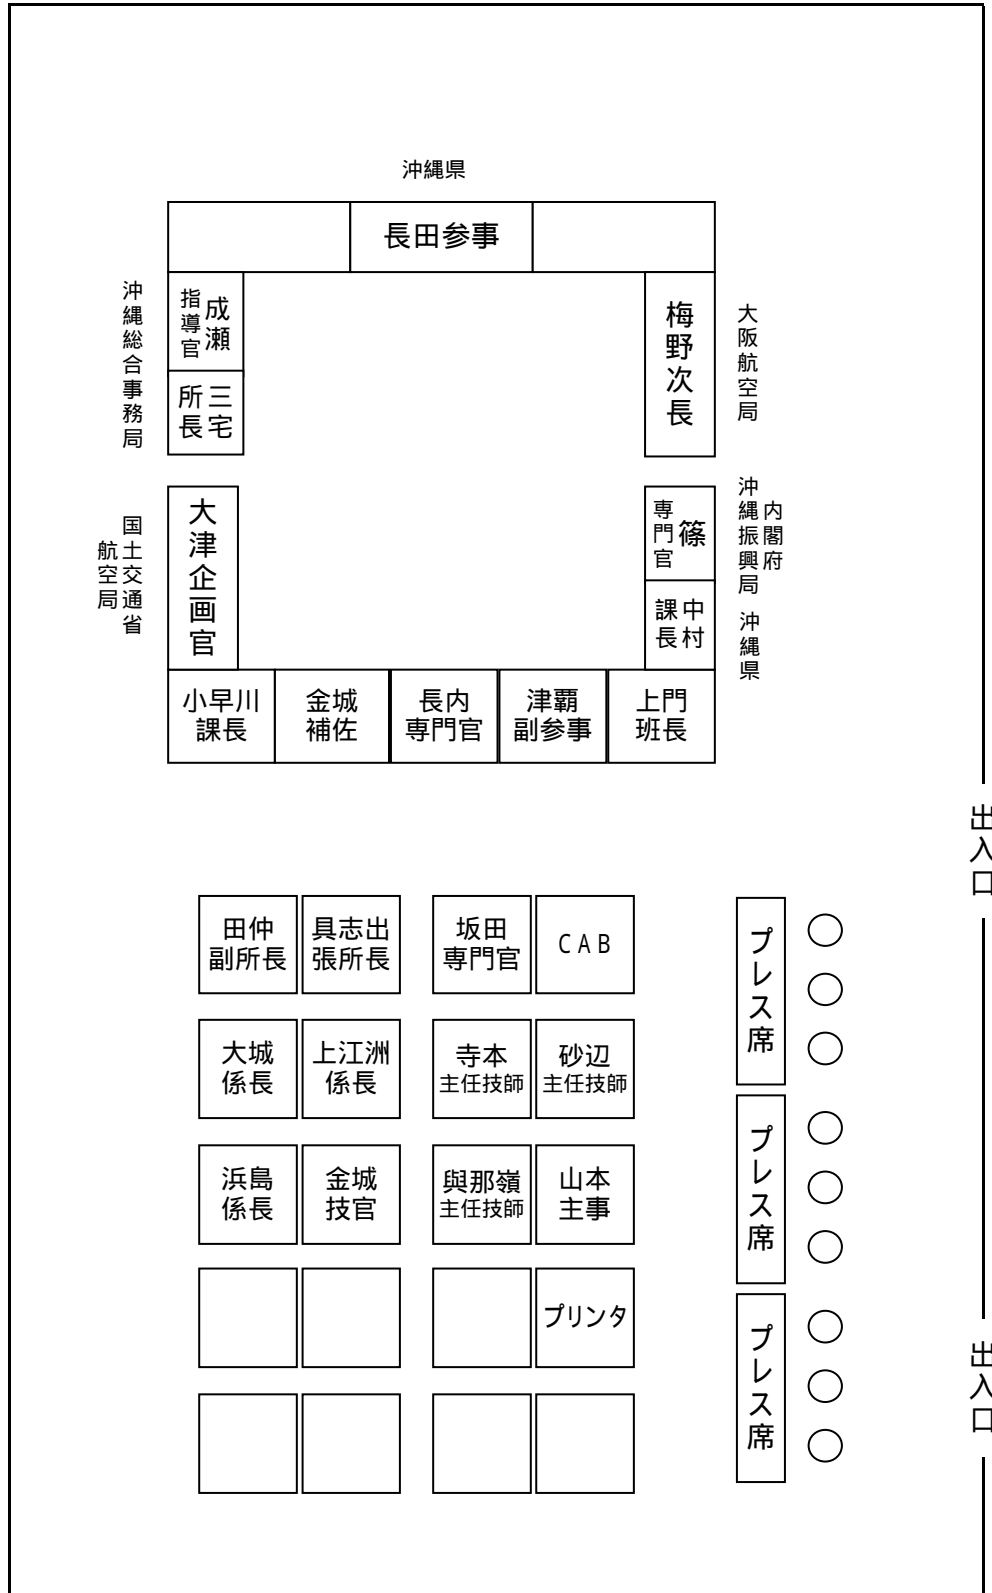 沖縄県
長田参事
沖縄総合事務局
成瀬
指導官
三宅
所長
梅野次長
大阪航空局
国土交通省
航空局
大津企画官
篠
専門官
中村
課長
内閣府
沖縄振興局
沖縄県
小早川
課長
金城
補佐
長内
専門官
津覇
副参事
上門
班長
出入口
田仲
副所長
具志出
張所長
坂田
専門官
CAB
プレス席
大城
係長
上江洲
係長
寺本
主任技師
砂辺
主任技師
プレス席
浜島
係長
金城
技官
與那嶺
主任技師
山本
主事
プリンタ
プレス席
出入口